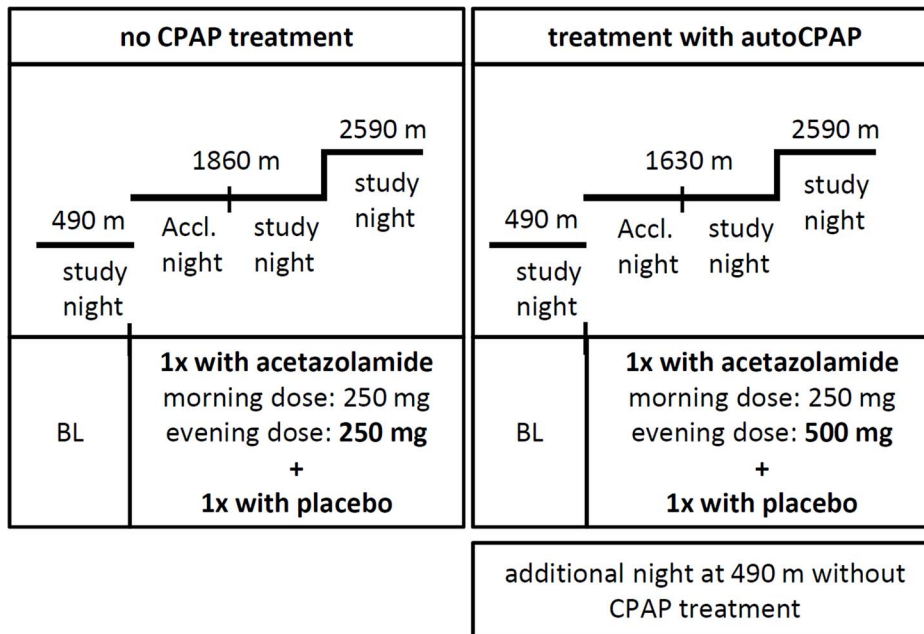 no CPAP treatment
2590 m
1860 m
study
night
490 m
Accl.
night
study
night
study
night
BL
1x with acetazolamide
morning dose: 250 mg
evening dose: 250 mg
+
1x with placebo
treatment with autoCPAP
2590 m
1630 m
study
night
490 m
Accl.
night
study
night
study
night
BL
1x with acetazolamide
morning dose: 250 mg
evening dose: 500 mg
+
1x with placebo
additional night at 490 m without
CPAP treatment